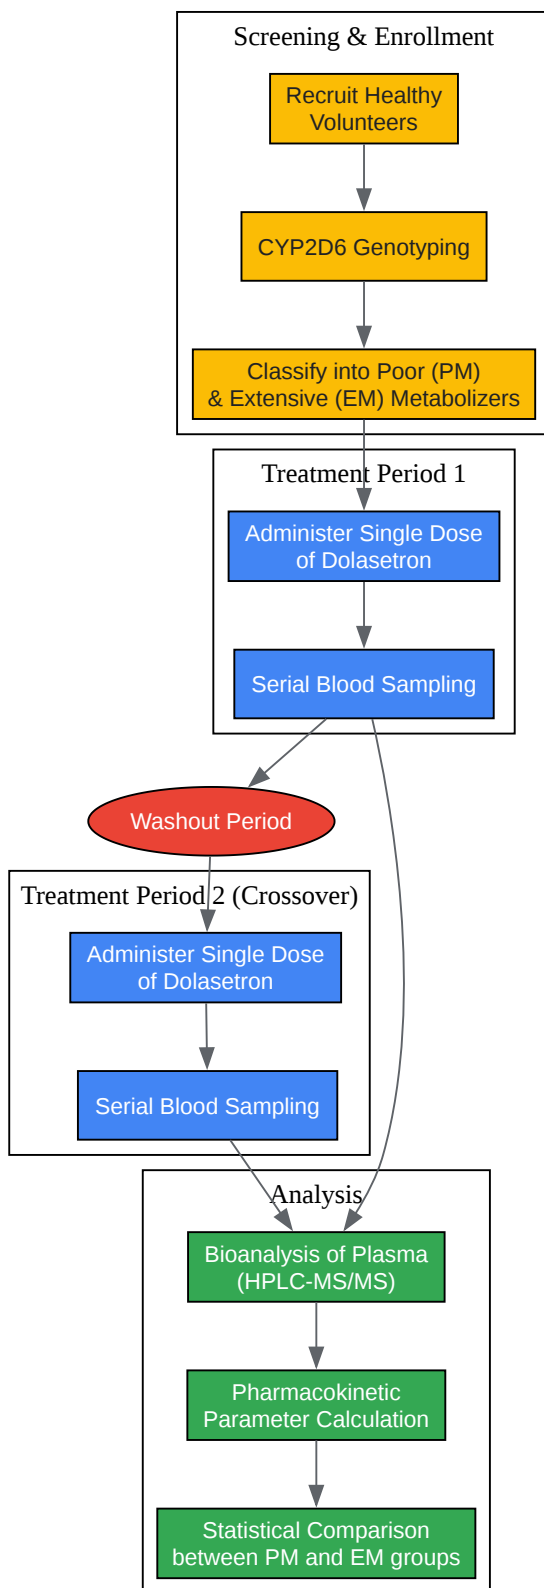 Screening & Enrollment
Recruit Healthy
Volunteers
CYP2D6 Genotyping
Classify into Poor (PM)
& Extensive (EM) Metabolizers
Treatment Period 1
Administer Single Dose
of Dolasetron
Serial Blood Sampling
Washout Period
Treatment Period 2 (Crossover)
Administer Single Dose
of Dolasetron
Serial Blood Sampling
Analysis
Bioanalysis of Plasma
(HPLC-MS/MS)
Pharmacokinetic
Parameter Calculation
Statistical Comparison
between PM and EM groups